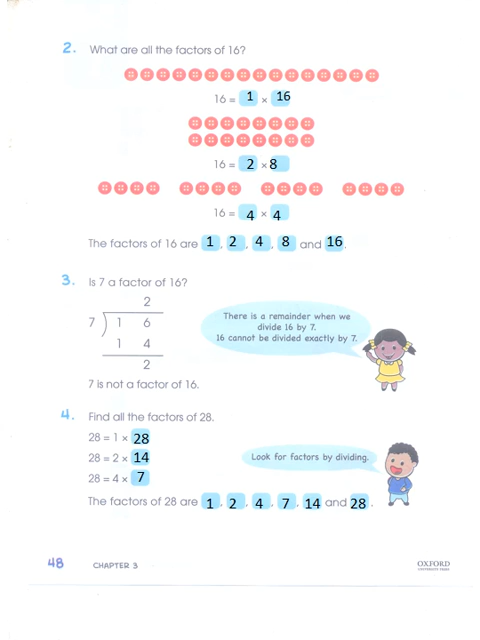 2. What are all the factors of 16?
16 = 1 × 16
16 = 2 × 8
16 = 4 × 4
The factors of 16 are 1, 2, 4, 8 and 16.
3. Is 7 a factor of 16?
2
7 ) 1 6
1 4
2
There is a remainder when we
divide 16 by 7.
16 cannot be divided exactly by 7.
7 is not a factor of 16.
4. Find all the factors of 28.
28 = 1 × 28
28 = 2 × 14
28 = 4 × 7
Look for factors by dividing.
The factors of 28 are 1, 2, 4, 7, 14 and 28.
48 CHAPTER 3
OXFORD
UNIVERSITY PRESS